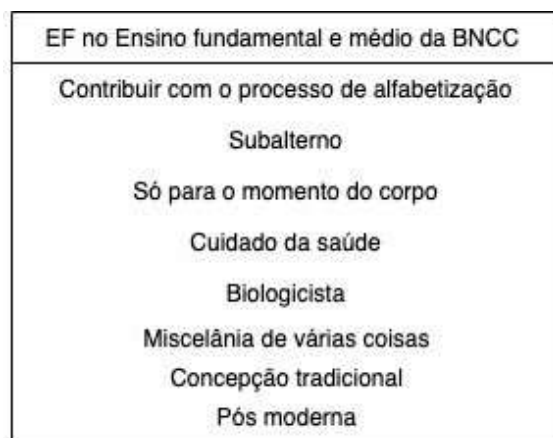 EF no Ensino fundamental e médio da BNCC
Contribuir com o processo de alfabetização
Subalterno
Só para o momento do corpo
Cuidado da saúde
Biologicista
Miscelânia de várias coisas
Concepção tradicional
Pós moderna